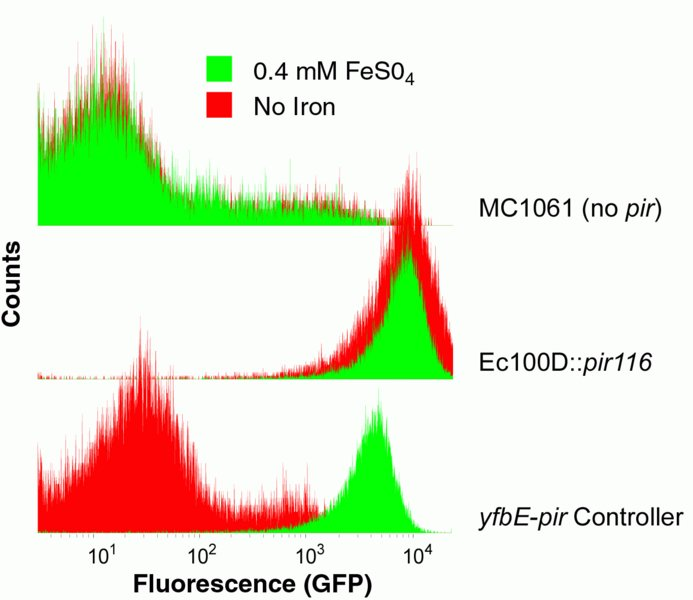 0.4 mM FeS0₄
No Iron
MC1061 (no pir)
Counts
Ec100D::pir116
yfbE-pir Controller
10¹ 10² 10³ 10⁴
Fluorescence (GFP)